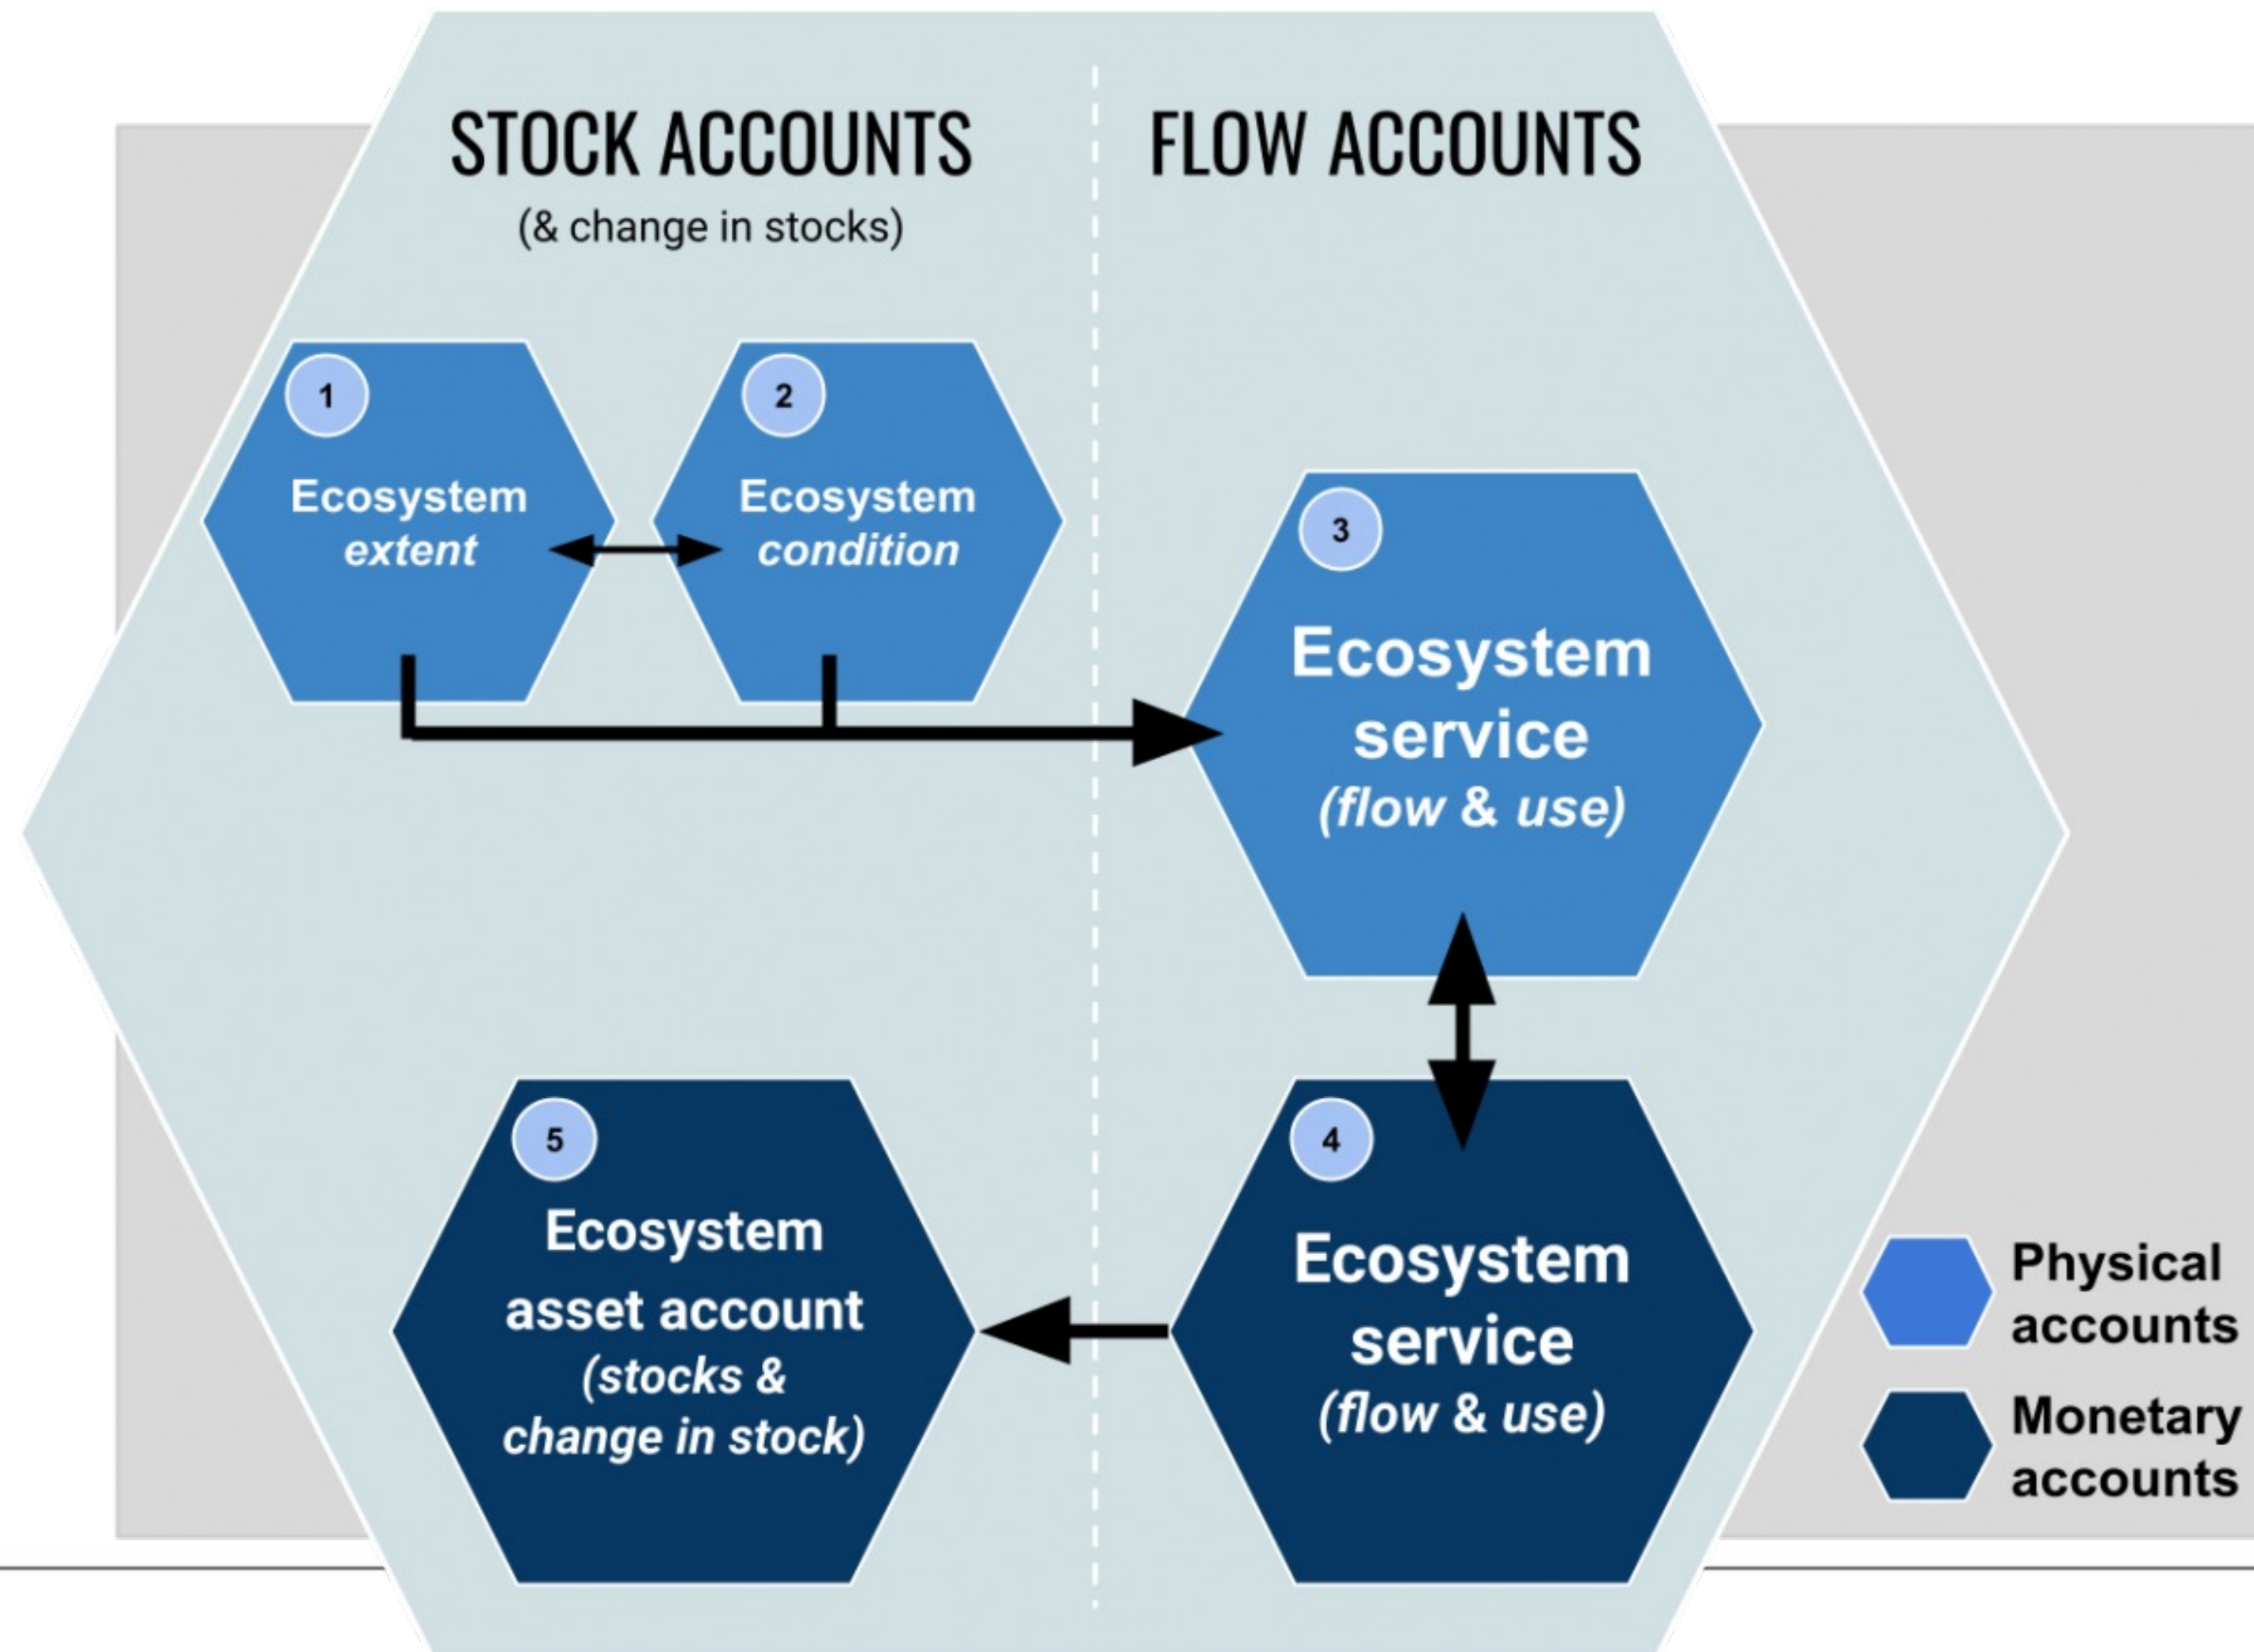 STOCK ACCOUNTS
(& change in stocks)
FLOW ACCOUNTS
1
Ecosystem
extent
2
Ecosystem
condition
3
Ecosystem
service
(flow & use)
5
Ecosystem
asset account
(stocks &
change in stock)
4
Ecosystem
service
(flow & use)
Physical
accounts
Monetary
accounts